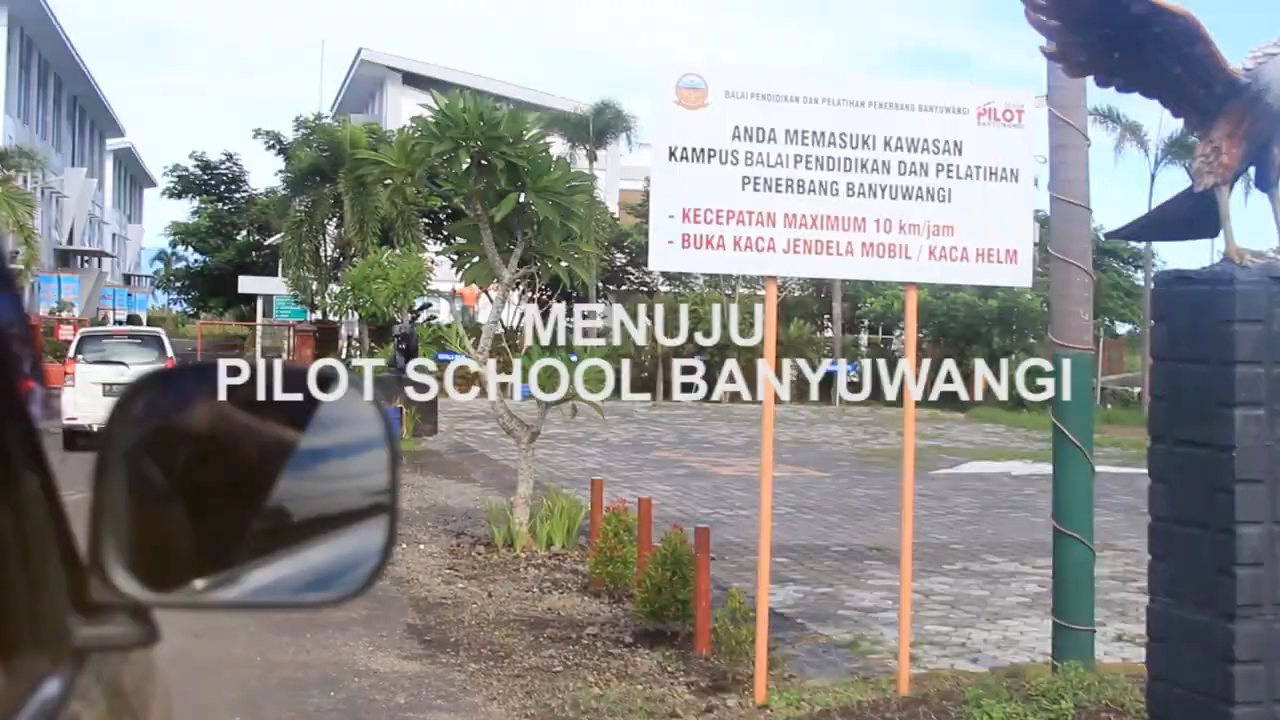 BALAI PENDIDIKAN DAN PELATIHAN PENERBANG BANYUWANGI
PILOT
BANYUWANGI
ANDA MEMASUKI KAWASAN
KAMPUS BALAI PENDIDIKAN DAN PELATIHAN
PENERBANG BANYUWANGI
- KECEPATAN MAXIMUM 10 km/jam
- BUKA KACA JENDELA MOBIL / KACA HELM
MENUJU
PILOT SCHOOL BANYUWANGI